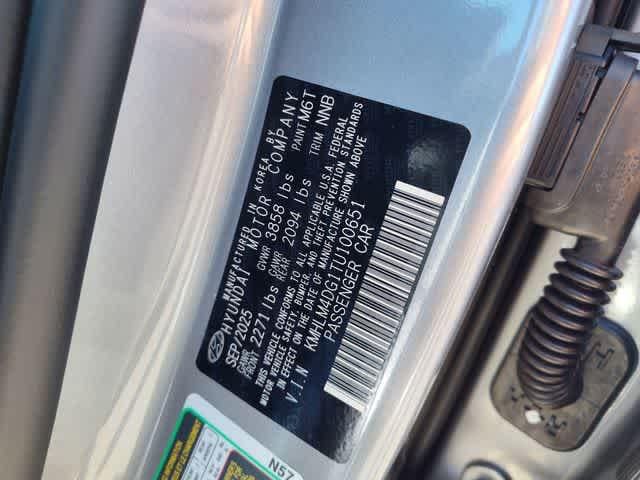 MANUFACTURED IN KOREA BY
HYUNDAI MOTOR COMPANY
SEP/2025 GVWR 3858 lbs PAINT M6T
GAWR FRONT 2271 lbs GAWR REAR 2094 lbs TRIM NNB
THIS VEHICLE CONFORMS TO ALL APPLICABLE U.S.A. FEDERAL
MOTOR VEHICLE SAFETY, BUMPER, AND THEFT PREVENTION STANDARDS
IN EFFECT ON THE DATE OF MANUFACTURE SHOWN ABOVE
V.I.N KMHLM4DG1TU100651
PASSENGER CAR
N57